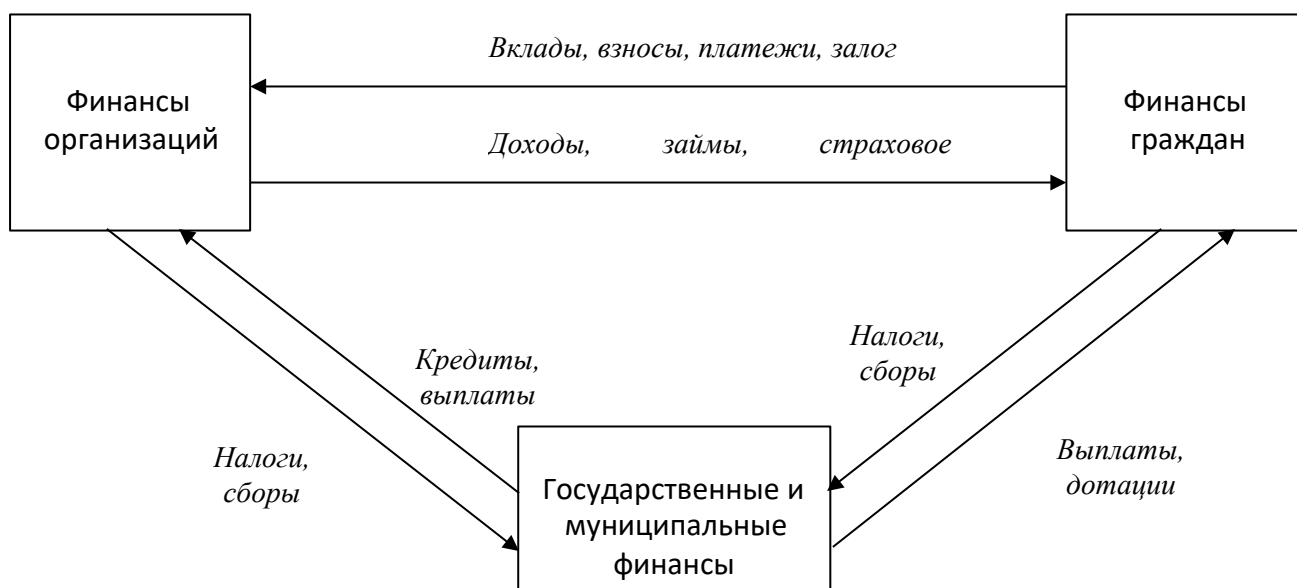 Вклады, взносы, платежи, залог
Финансы
организаций
Финансы
граждан
Доходы, займы, страховое
Кредиты,
выплаты
Налоги,
сборы
Налоги,
сборы
Выплаты,
дотации
Государственные и
муниципальные
финансы